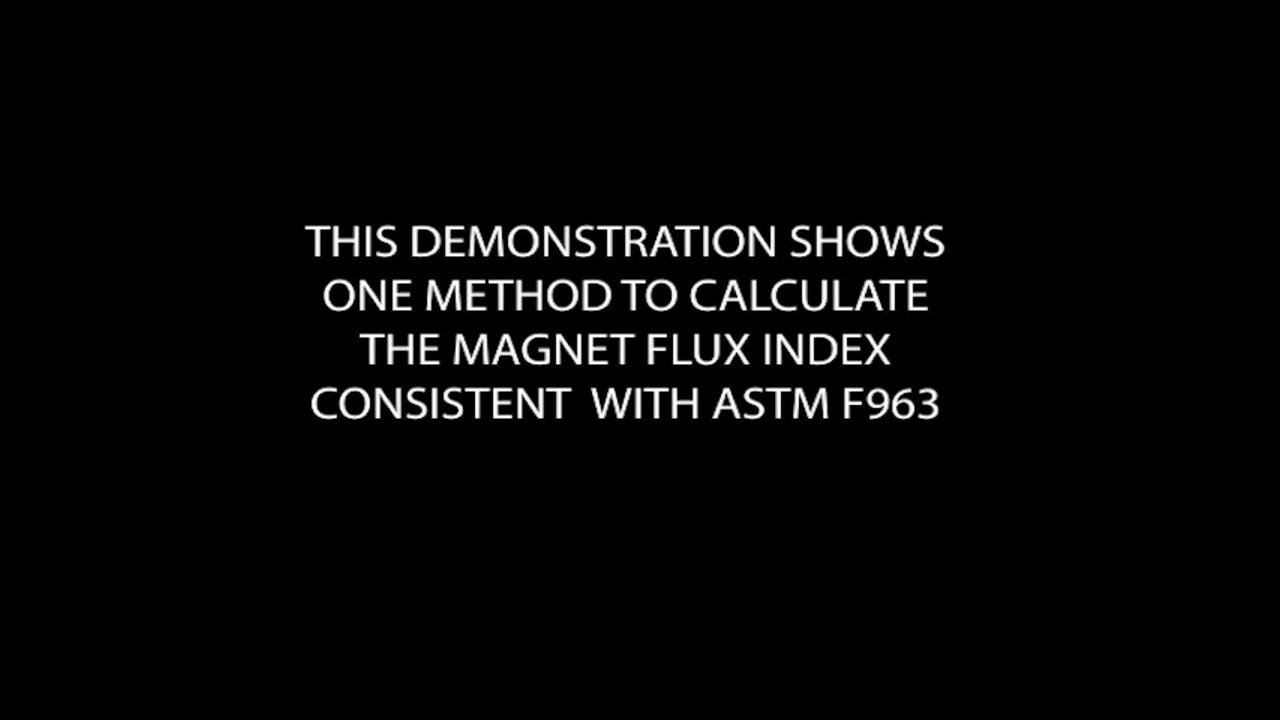 THIS DEMONSTRATION SHOWS
ONE METHOD TO CALCULATE
THE MAGNET FLUX INDEX
CONSISTENT  WITH ASTM F963